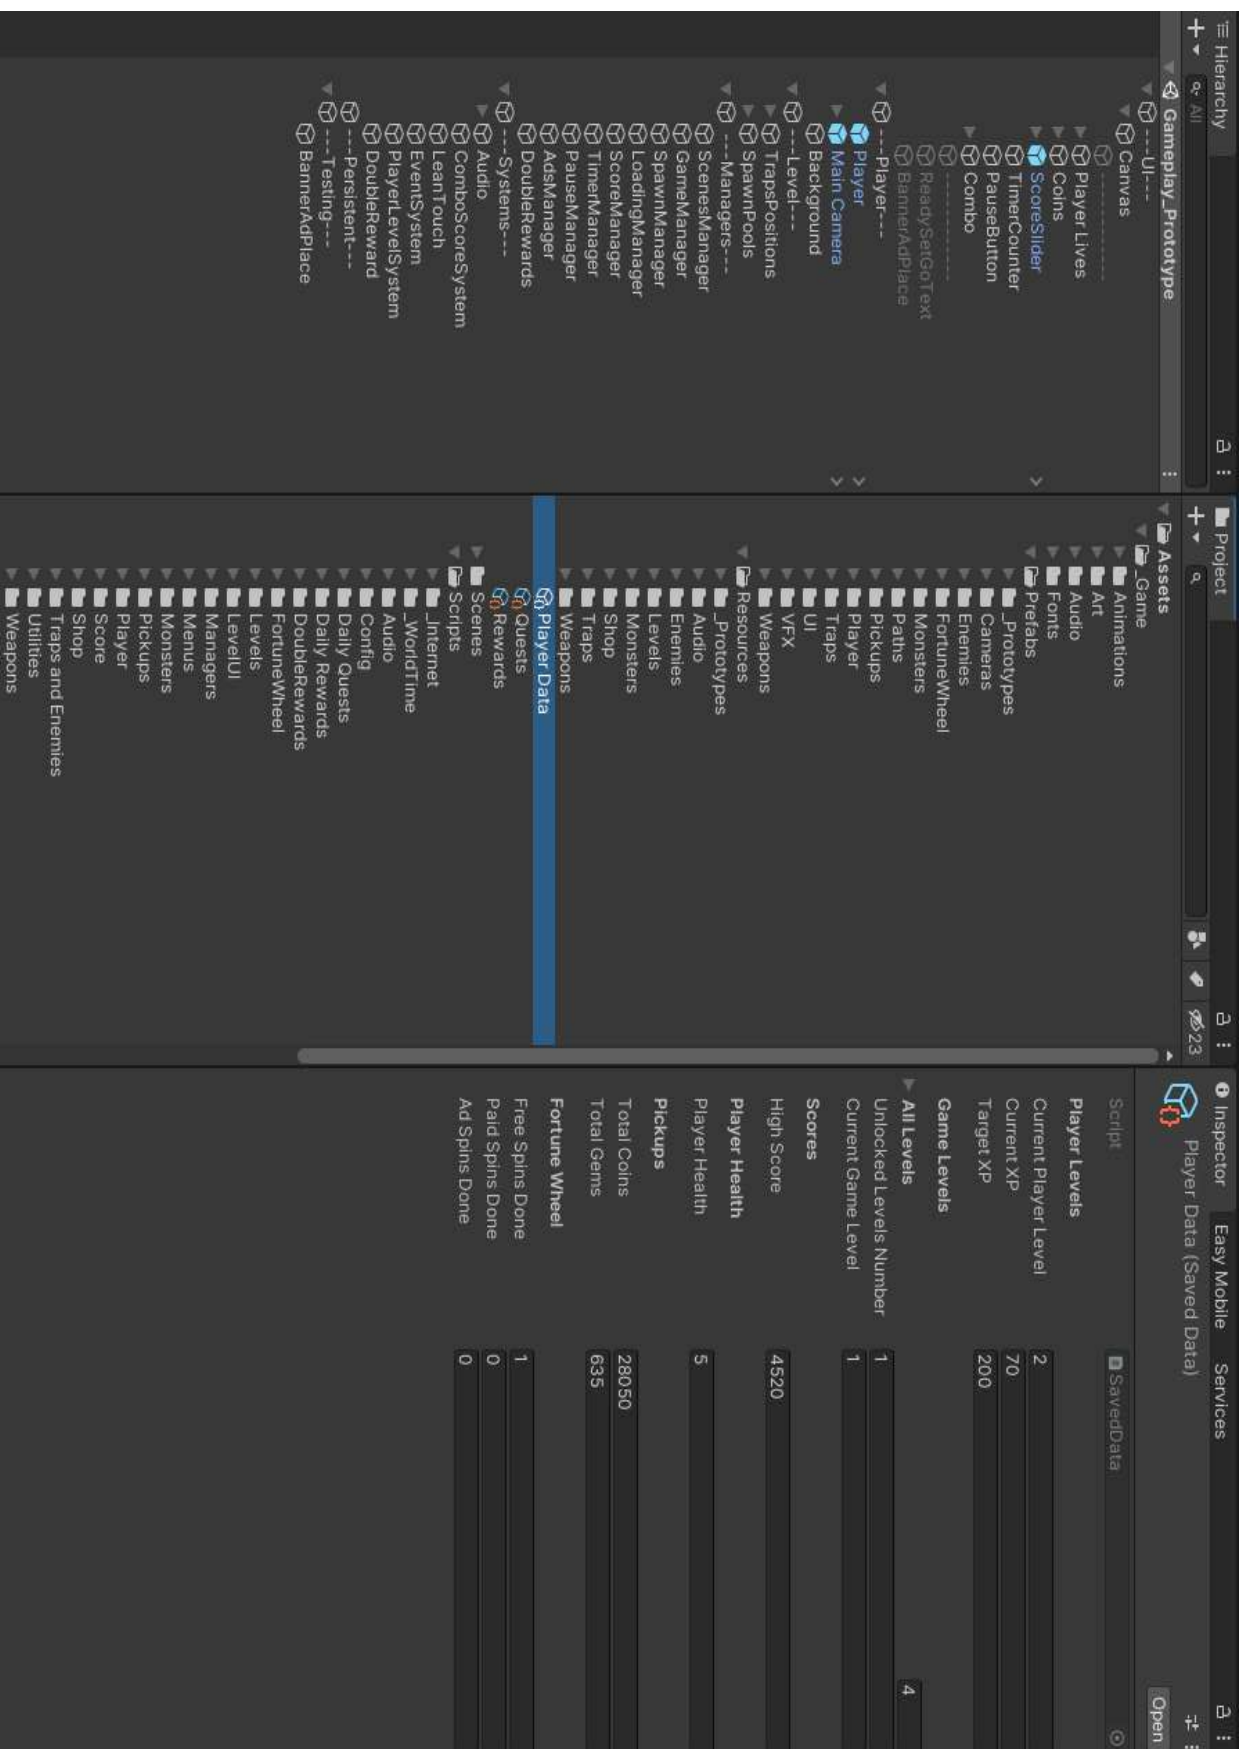 Hierarchy
All
Gameplay_Prototype
---UI---
Canvas
------------
Player Lives
Coins
ScoreSlider
TimerCounter
PauseButton
Combo
------------
ReadySetGoText
BannerAdPlace
---Player---
Player
Main Camera
Background
---Level---
TrapsPositions
SpawnPools
---Managers---
ScenesManager
GameManager
SpawnManager
LoadingManager
ScoreManager
TimerManager
PauseManager
AdsManager
DoubleRewards
---Systems---
Audio
ComboScoreSystem
LeanTouch
EventSystem
PlayerLevelSystem
DoubleReward
---Persistent---
---Testing---
BannerAdPlace
Project
23
Assets
_Game
Animations
Art
Audio
Fonts
Prefabs
_Prototypes
Cameras
Enemies
FortuneWheel
Monsters
Paths
Pickups
Player
Traps
UI
VFX
Weapons
Resources
_Prototypes
Audio
Enemies
Levels
Monsters
Shop
Traps
Weapons
Player Data
Quests
Rewards
Scenes
Scripts
_Internet
_WorldTime
Audio
Config
Daily Quests
Daily Rewards
DoubleRewards
FortuneWheel
Levels
LevelUI
Managers
Menus
Monsters
Pickups
Player
Score
Shop
Traps and Enemies
Utilities
Weapons
Inspector Easy Mobile Services
Player Data (Saved Data)
Open
Script SavedData
Player Levels
Current Player Level 2
Current XP 70
Target XP 200
Game Levels
All Levels 4
Unlocked Levels Number 1
Current Game Level 1
Scores
High Score 4520
Player Health
Player Health 5
Pickups
Total Coins 28050
Total Gems 635
Fortune Wheel
Free Spins Done 1
Paid Spins Done 0
Ad Spins Done 0